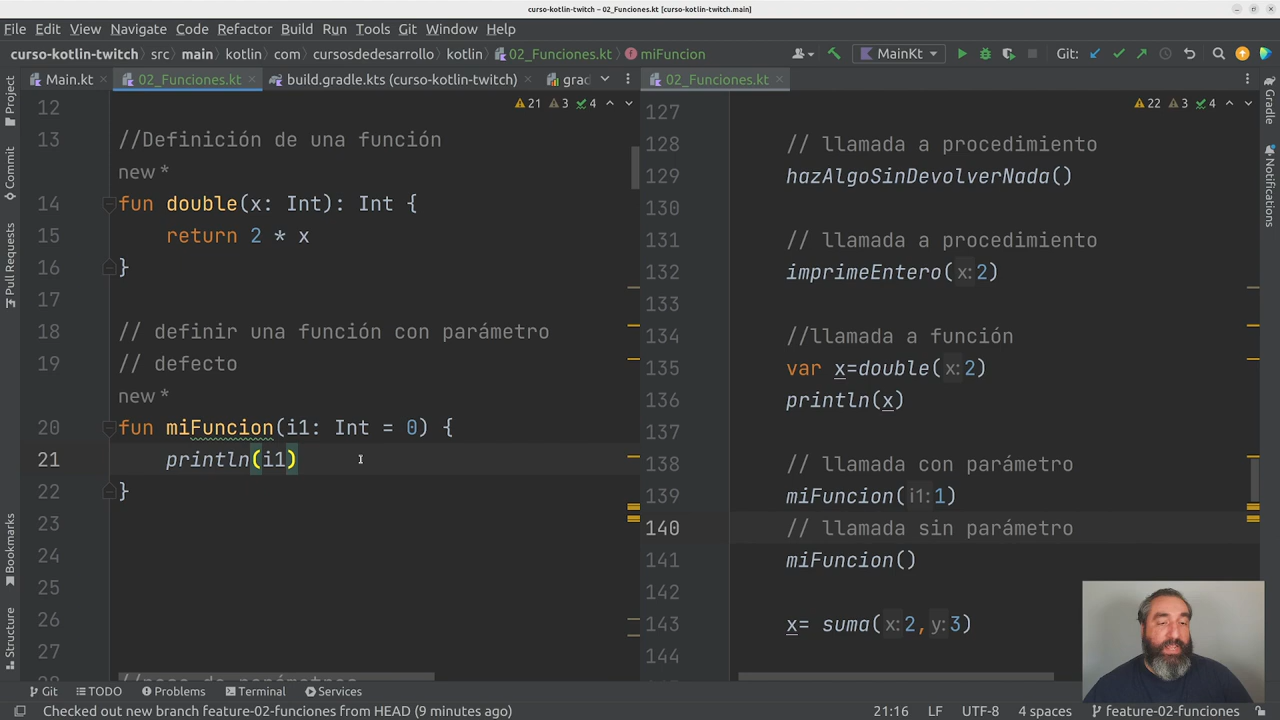 curso-kotlin-twitch – 02_Funciones.kt [curso-kotlin-twitch.main]
File Edit View Navigate Code Refactor Build Run Tools Git Window Help
curso-kotlin-twitch src main kotlin com cursosdedesarrollo kotlin 02_Funciones.kt miFuncion MainKt Git:
Main.kt 02_Funciones.kt build.gradle.kts (curso-kotlin-twitch) grad 02_Funciones.kt
Project
Commit
Pull Requests
Bookmarks
Structure
21 3 4
12
13 //Definición de una función
new *
14 fun double(x: Int): Int {
15 return 2 * x
16 }
17
18 // definir una función con parámetro
19 // defecto
new *
20 fun miFuncion(i1: Int = 0) {
21 println(i1)
22 }
23
24
25
26
27
22 3 4
127
128 // llamada a procedimiento
129 hazAlgoSinDevolverNada()
130
131 // llamada a procedimiento
132 imprimeEntero(x:2)
133
134 //llamada a función
135 var x=double(x:2)
136 println(x)
137
138 // llamada con parámetro
139 miFuncion(i1:1)
140 // llamada sin parámetro
141 miFuncion()
142
143 x= suma(x:2,y:3)
144
Gradle
Notifications
Git TODO Problems Terminal Services
Checked out new branch feature-02-funciones from HEAD (9 minutes ago) 21:16 LF UTF-8 4 spaces feature-02-funciones